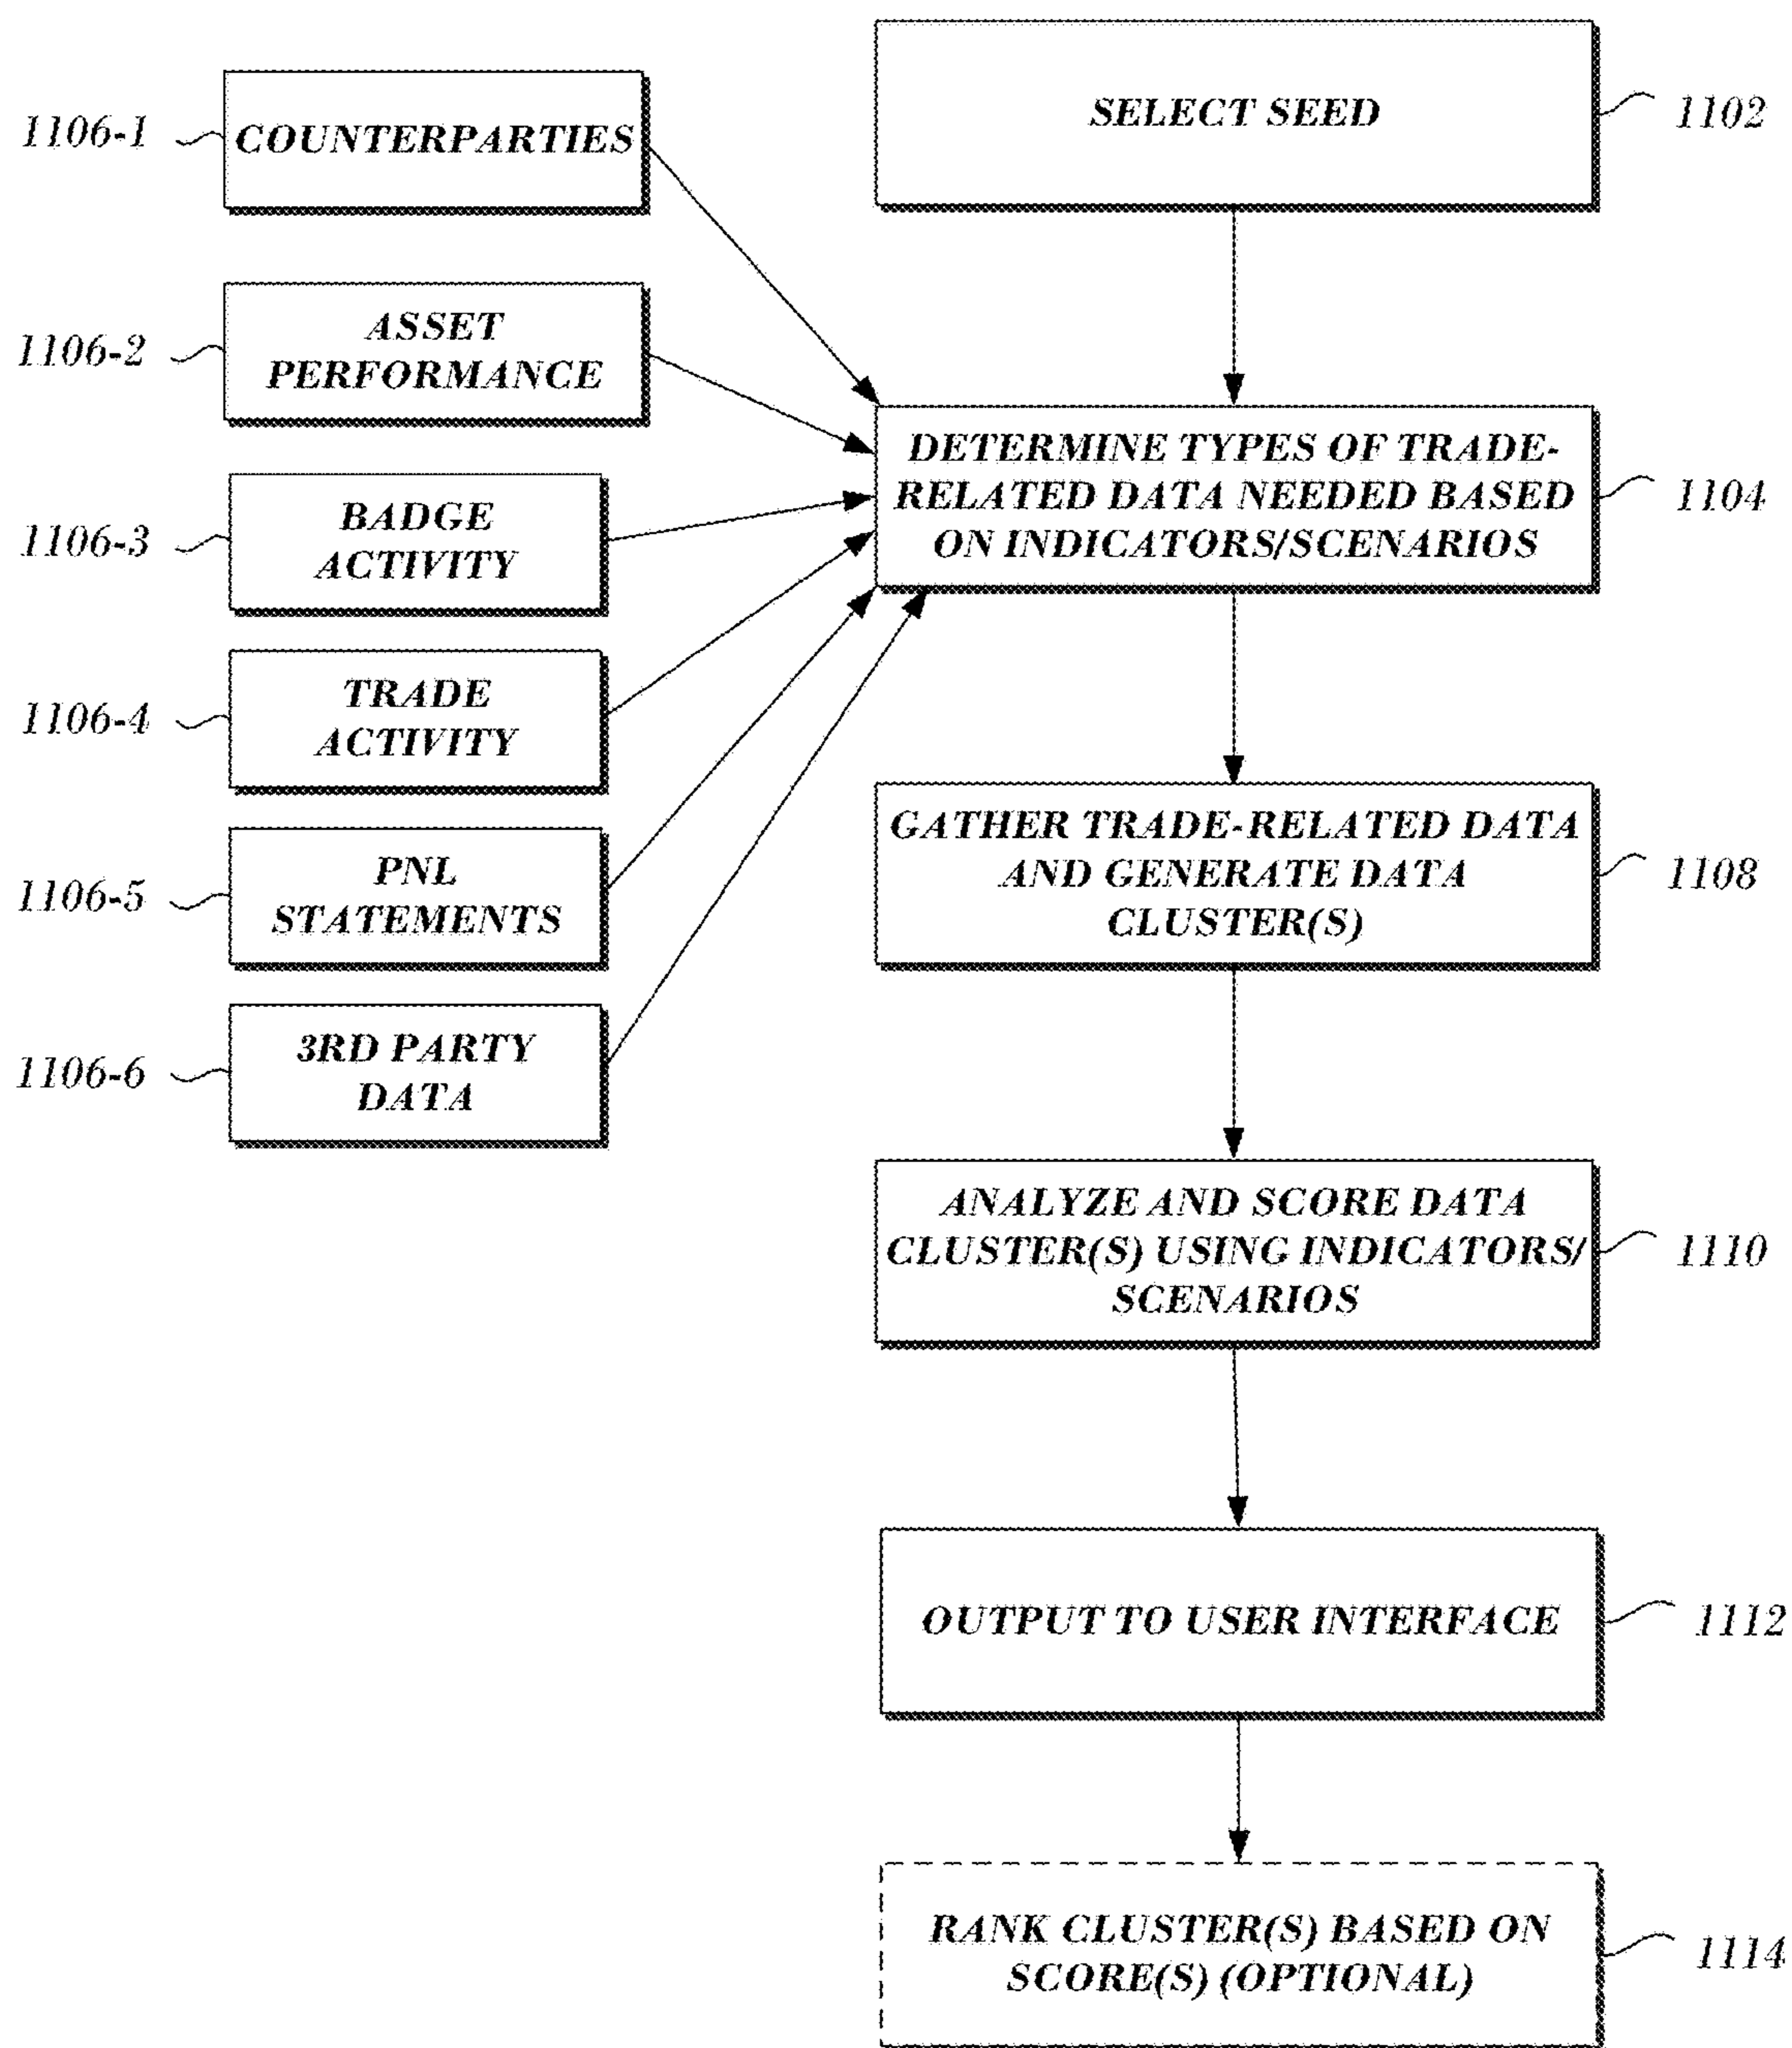 1106-1
COUNTERPARTIES
1106-2
ASSET
PERFORMANCE
1106-3
BADGE
ACTIVITY
1106-4
TRADE
ACTIVITY
1106-5
PNL
STATEMENTS
1106-6
3RD PARTY
DATA
SELECT SEED
1102
DETERMINE TYPES OF TRADE-
RELATED DATA NEEDED BASED
ON INDICATORS/SCENARIOS
1104
GATHER TRADE-RELATED DATA
AND GENERATE DATA
CLUSTER(S)
1108
ANALYZE AND SCORE DATA
CLUSTER(S) USING INDICATORS/
SCENARIOS
1110
OUTPUT TO USER INTERFACE
1112
RANK CLUSTER(S) BASED ON
SCORE(S) (OPTIONAL)
1114